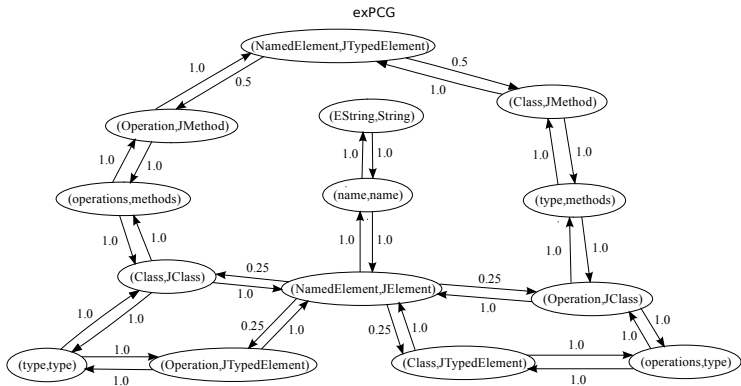 exPCG
(NamedElement,JTypedElement)
1.0
0.5
0.5
1.0
(Class,JMethod)
(EString,String)
(Operation,JMethod)
1.0
1.0
1.0
1.0
1.0
1.0
(operations,methods)
(name,name)
(type,methods)
1.0
1.0
1.0
1.0
1.0
1.0
(Class,JClass)
0.25
1.0
(NamedElement,JElement)
0.25
1.0
(Operation,JClass)
1.0
1.0
0.25
1.0
0.25
1.0
1.0
1.0
(type,type)
1.0
1.0
(Operation,JTypedElement)
(Class,JTypedElement)
1.0
1.0
(operations,type)